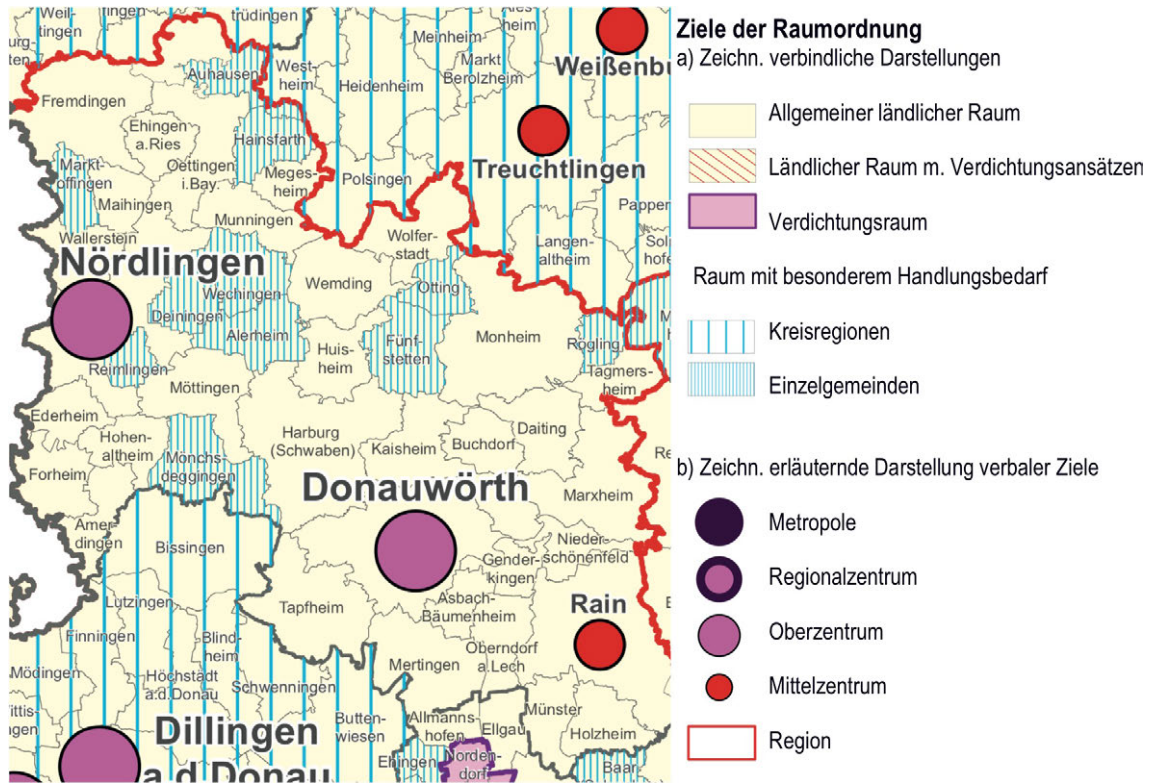 Weil-
tingen
fingen
trüdingen
Meinheim
Markt
Berolzheim
Weißenbu
Auhausen
West-
heim
Heidenheim
Fremdingen
Ehingen
a.Ries
Hainsfarth
Treuchtlingen
Markt-
offingen
Oettingen
i.Bay.
Meges-
heim
Polsingen
Maihingen
Munningen
Pappen
Wallerstein
Wolfer-
stadt
Langen-
altheim
Sol
hofe
Nördlingen
Wemding
Otting
Wechingen
Deiningen
Alerheim
Monheim
Fünf-
stetten
Huis-
heim
Rögling
Reimlingen
Tagmers-
heim
Möttingen
Ederheim
Hohen-
altheim
Harburg
(Schwaben)
Kaisheim
Buchdorf
Daiting
Mönchs-
deggingen
Forheim
Donauwörth
Marxheim
Amer-
dingen
Bissingen
Nieder-
schönenfeld
Gender-
kingen
Lutzingen
Tapfheim
Asbach-
Bäumenheim
Rain
Finningen
Blind-
heim
Oberndorf
a.Lech
Mertingen
Mödingen
Höchstädt
a.d.Donau
Schwenningen
Münster
Dillingen
a.d.Donau
Butten-
wiesen
Allmanns-
hofen
Ellgau
Holzheim
Ehingen
Norden-
dorf
Baar
Ziele der Raumordnung
a) Zeichn. verbindliche Darstellungen
Allgemeiner ländlicher Raum
Ländlicher Raum m. Verdichtungsansätzen
Verdichtungsraum
Raum mit besonderem Handlungsbedarf
Kreisregionen
Einzelgemeinden
b) Zeichn. erläuternde Darstellung verbaler Ziele
Metropole
Regionalzentrum
Oberzentrum
Mittelzentrum
Region